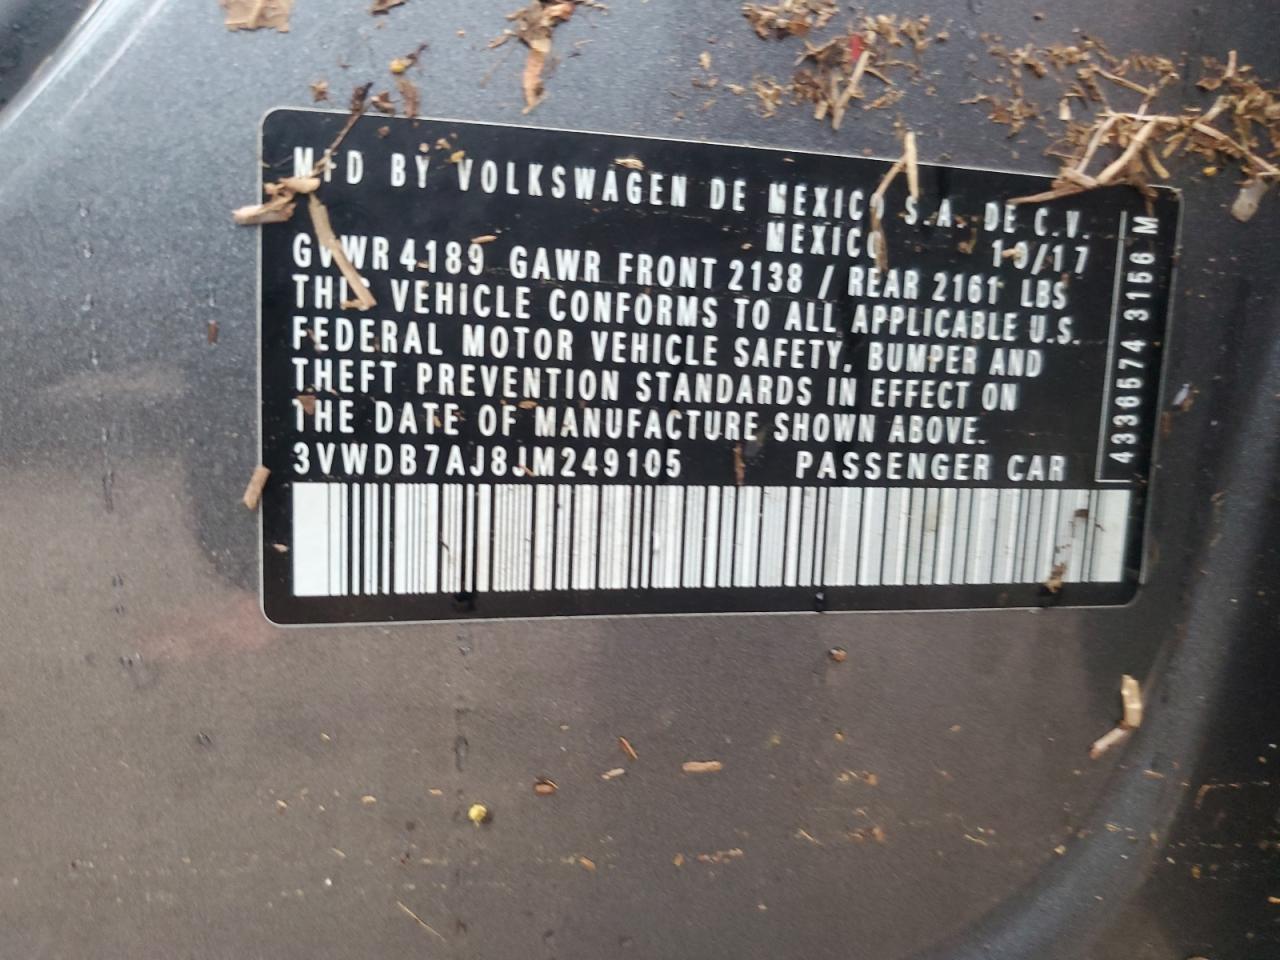 MFD BY VOLKSWAGEN DE MEXICO S.A. DE C.V.
MEXICO 10/17
GVWR 4189 GAWR FRONT 2138 / REAR 2161 LBS
THIS VEHICLE CONFORMS TO ALL APPLICABLE U.S.
FEDERAL MOTOR VEHICLE SAFETY, BUMPER AND
THEFT PREVENTION STANDARDS IN EFFECT ON
THE DATE OF MANUFACTURE SHOWN ABOVE.
3VWDB7AJ8JM249105 PASSENGER CAR
4336674 3156 M